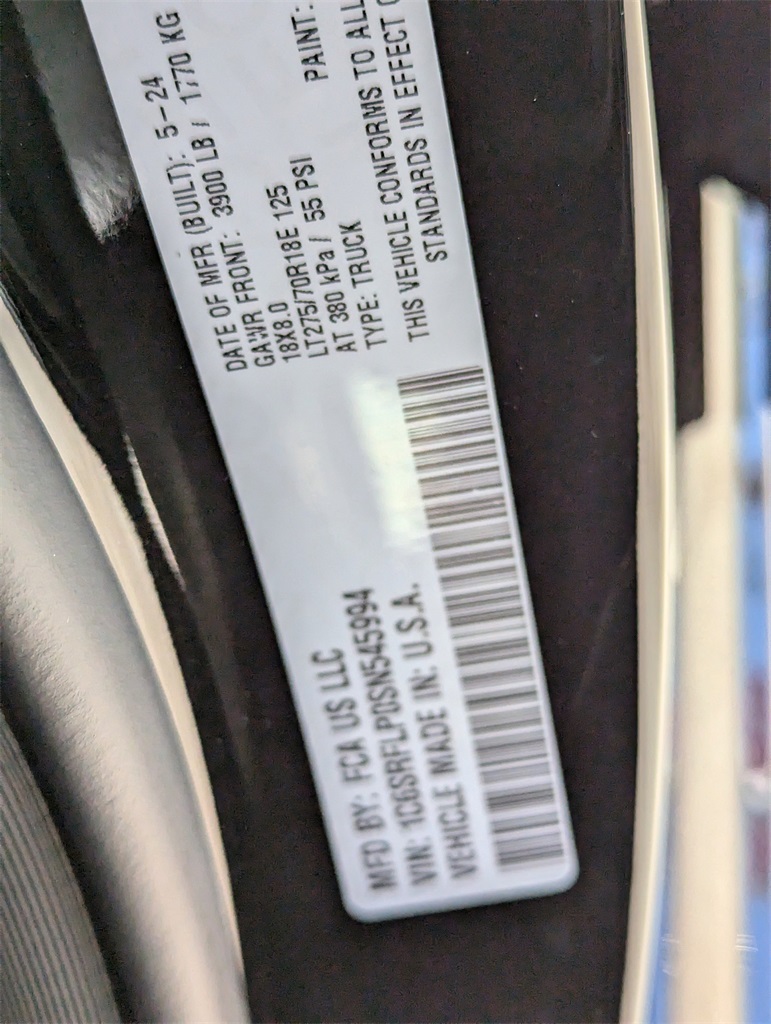 MFD BY: FCA US LLC
VIN: 1C6SRFLP0SN545994
VEHICLE MADE IN: U.S.A.
DATE OF MFR (BUILT): 5-24
GAWR FRONT: 3900 LB / 1770 KG
18X8.0
LT275/70R18E 125
AT 380 kPa / 55 PSI
PAINT:
TYPE: TRUCK
THIS VEHICLE CONFORMS TO ALL
STANDARDS IN EFFECT